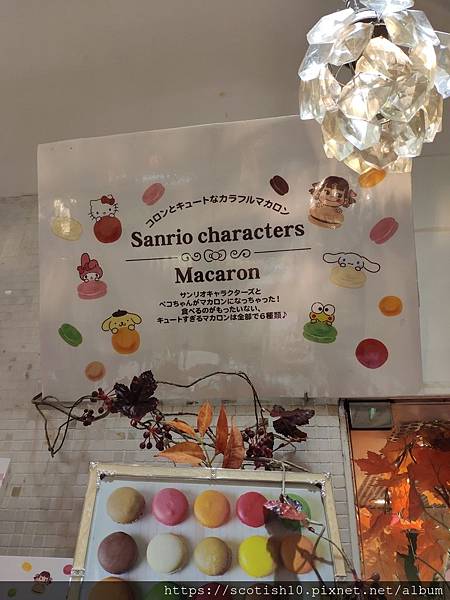 コロンとキュートなカラフルマカロン
Sanrio characters
Macaron
サンリオキャラクターズと
ペコちゃんがマカロンになっちゃった！
食べるのがもったいない、
キュートすぎるマカロンは全部で6種類♪
https://scotish10.pixnet.net/album